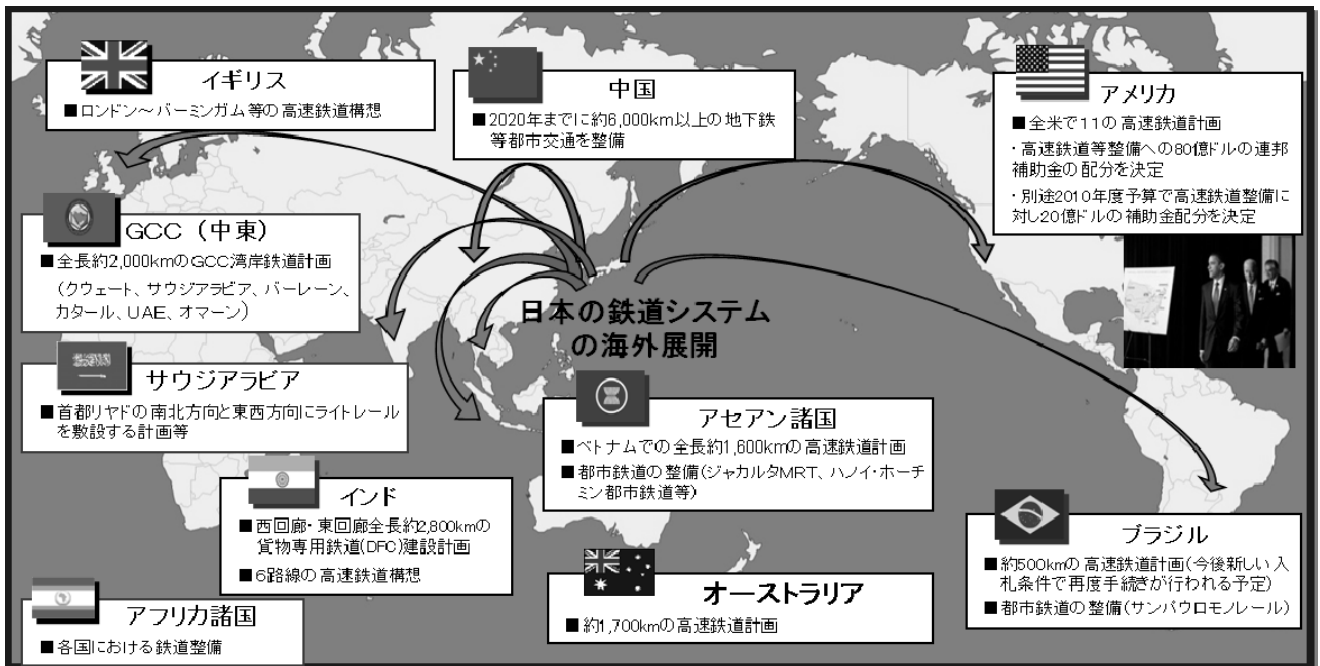 イギリス
■ロンドン～バーミンガム等の高速鉄道構想
中国
■2020年までに約6,000km以上の地下鉄
等都市交通を整備
アメリカ
■全米で11の高速鉄道計画
・高速鉄道等整備への80億ドルの連邦
補助金の配分を決定
・別途2010年度予算で高速鉄道整備に
対し20億ドルの補助金配分を決定
GCC（中東）
■全長約2,000kmのGCC湾岸鉄道計画
（クウェート、サウジアラビア、バーレーン、
カタール、UAE、オマーン）
日本の鉄道システム
の海外展開
サウジアラビア
■首都リヤドの南北方向と東西方向にライトレール
を敷設する計画等
アセアン諸国
■ベトナムでの全長約1,600kmの高速鉄道計画
■都市鉄道の整備(ジャカルタMRT、ハノイ・ホーチ
ミン都市鉄道等)
インド
■西回廊・東回廊全長約2,800kmの
貨物専用鉄道(DFC)建設計画
■6路線の高速鉄道構想
ブラジル
■約500kmの高速鉄道計画(今後新しい入
札条件で再度手続きが行われる予定)
■都市鉄道の整備(サンパウロモノレール)
オーストラリア
■約1,700kmの高速鉄道計画
アフリカ諸国
■各国における鉄道整備